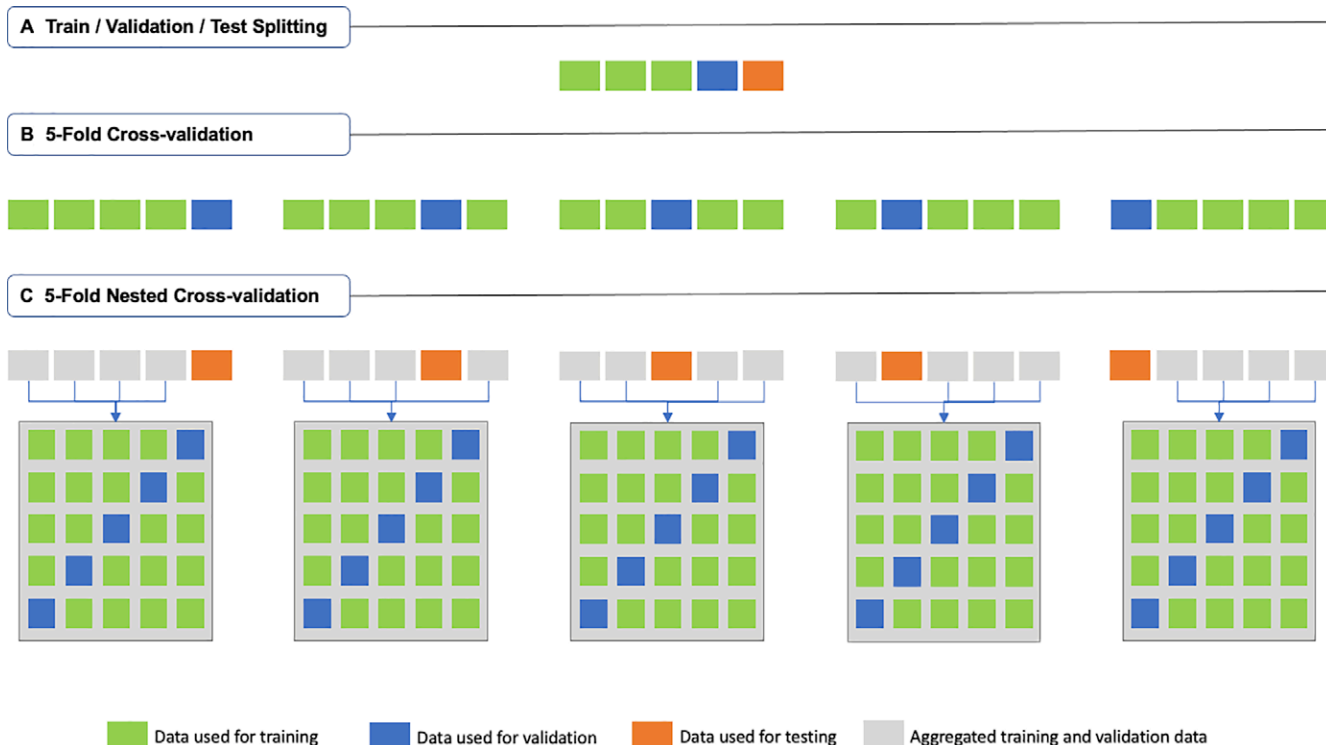 A Train / Validation / Test Splitting
B 5-Fold Cross-validation
C 5-Fold Nested Cross-validation
Data used for training
Data used for validation
Data used for testing
Aggregated training and validation data